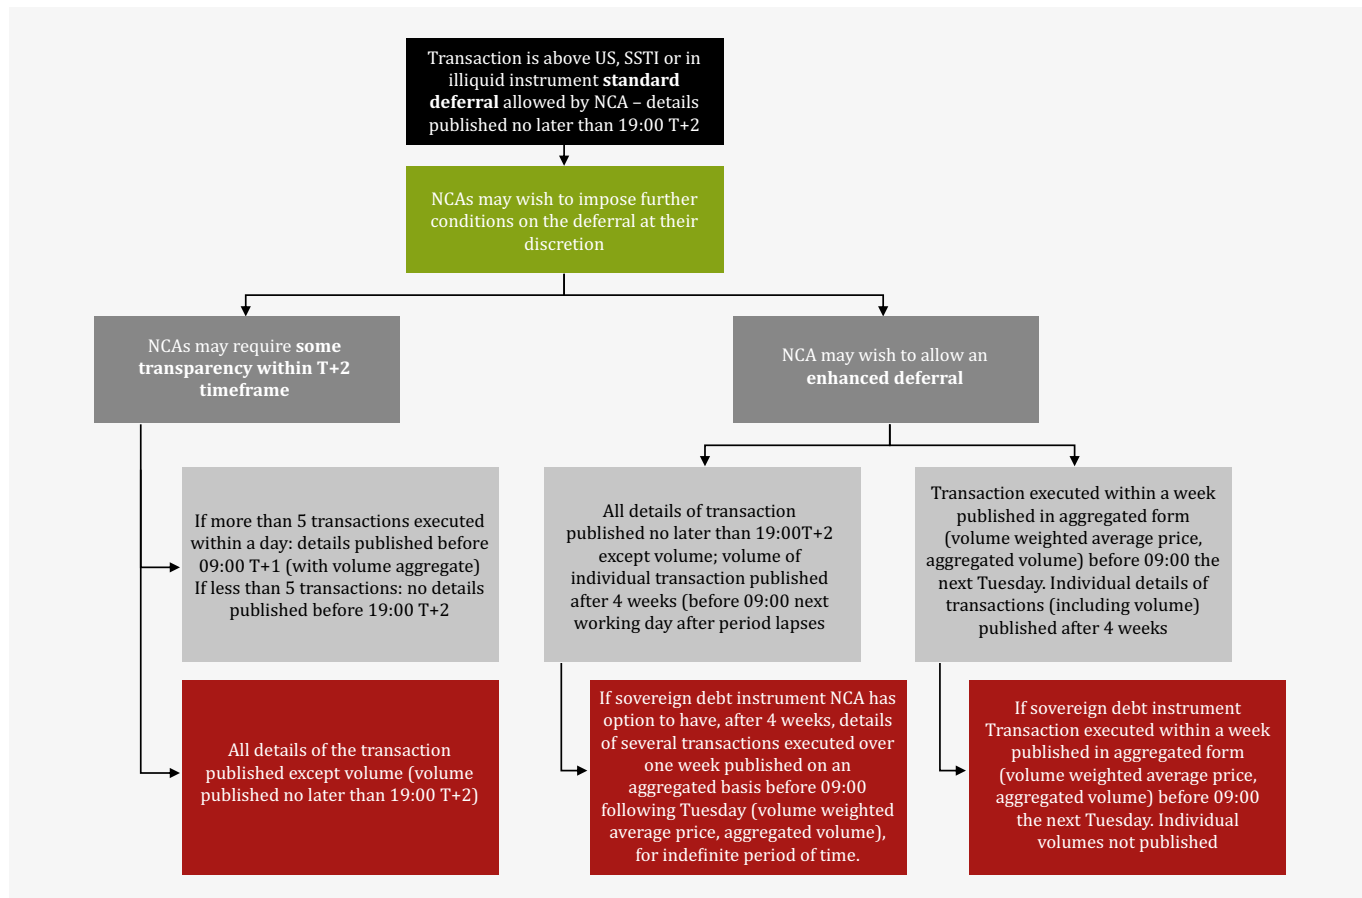 Transaction is above US, SSTI or in
illiquid instrument standard
deferral allowed by NCA – details
published no later than 19:00 T+2
NCAs may wish to impose further
conditions on the deferral at their
discretion
NCAs may require some
transparency within T+2
timeframe
NCA may wish to allow an
enhanced deferral
If more than 5 transactions executed
within a day: details published before
09:00 T+1 (with volume aggregate)
If less than 5 transactions: no details
published before 19:00 T+2
All details of transaction
published no later than 19:00T+2
except volume; volume of
individual transaction published
after 4 weeks (before 09:00 next
working day after period lapses
Transaction executed within a week
published in aggregated form
(volume weighted average price,
aggregated volume) before 09:00 the
next Tuesday. Individual details of
transactions (including volume)
published after 4 weeks
All details of the transaction
published except volume (volume
published no later than 19:00 T+2)
If sovereign debt instrument NCA has
option to have, after 4 weeks, details
of several transactions executed over
one week published on an
aggregated basis before 09:00
following Tuesday (volume weighted
average price, aggregated volume),
for indefinite period of time.
If sovereign debt instrument
Transaction executed within a week
published in aggregated form
(volume weighted average price,
aggregated volume) before 09:00
the next Tuesday. Individual
volumes not published